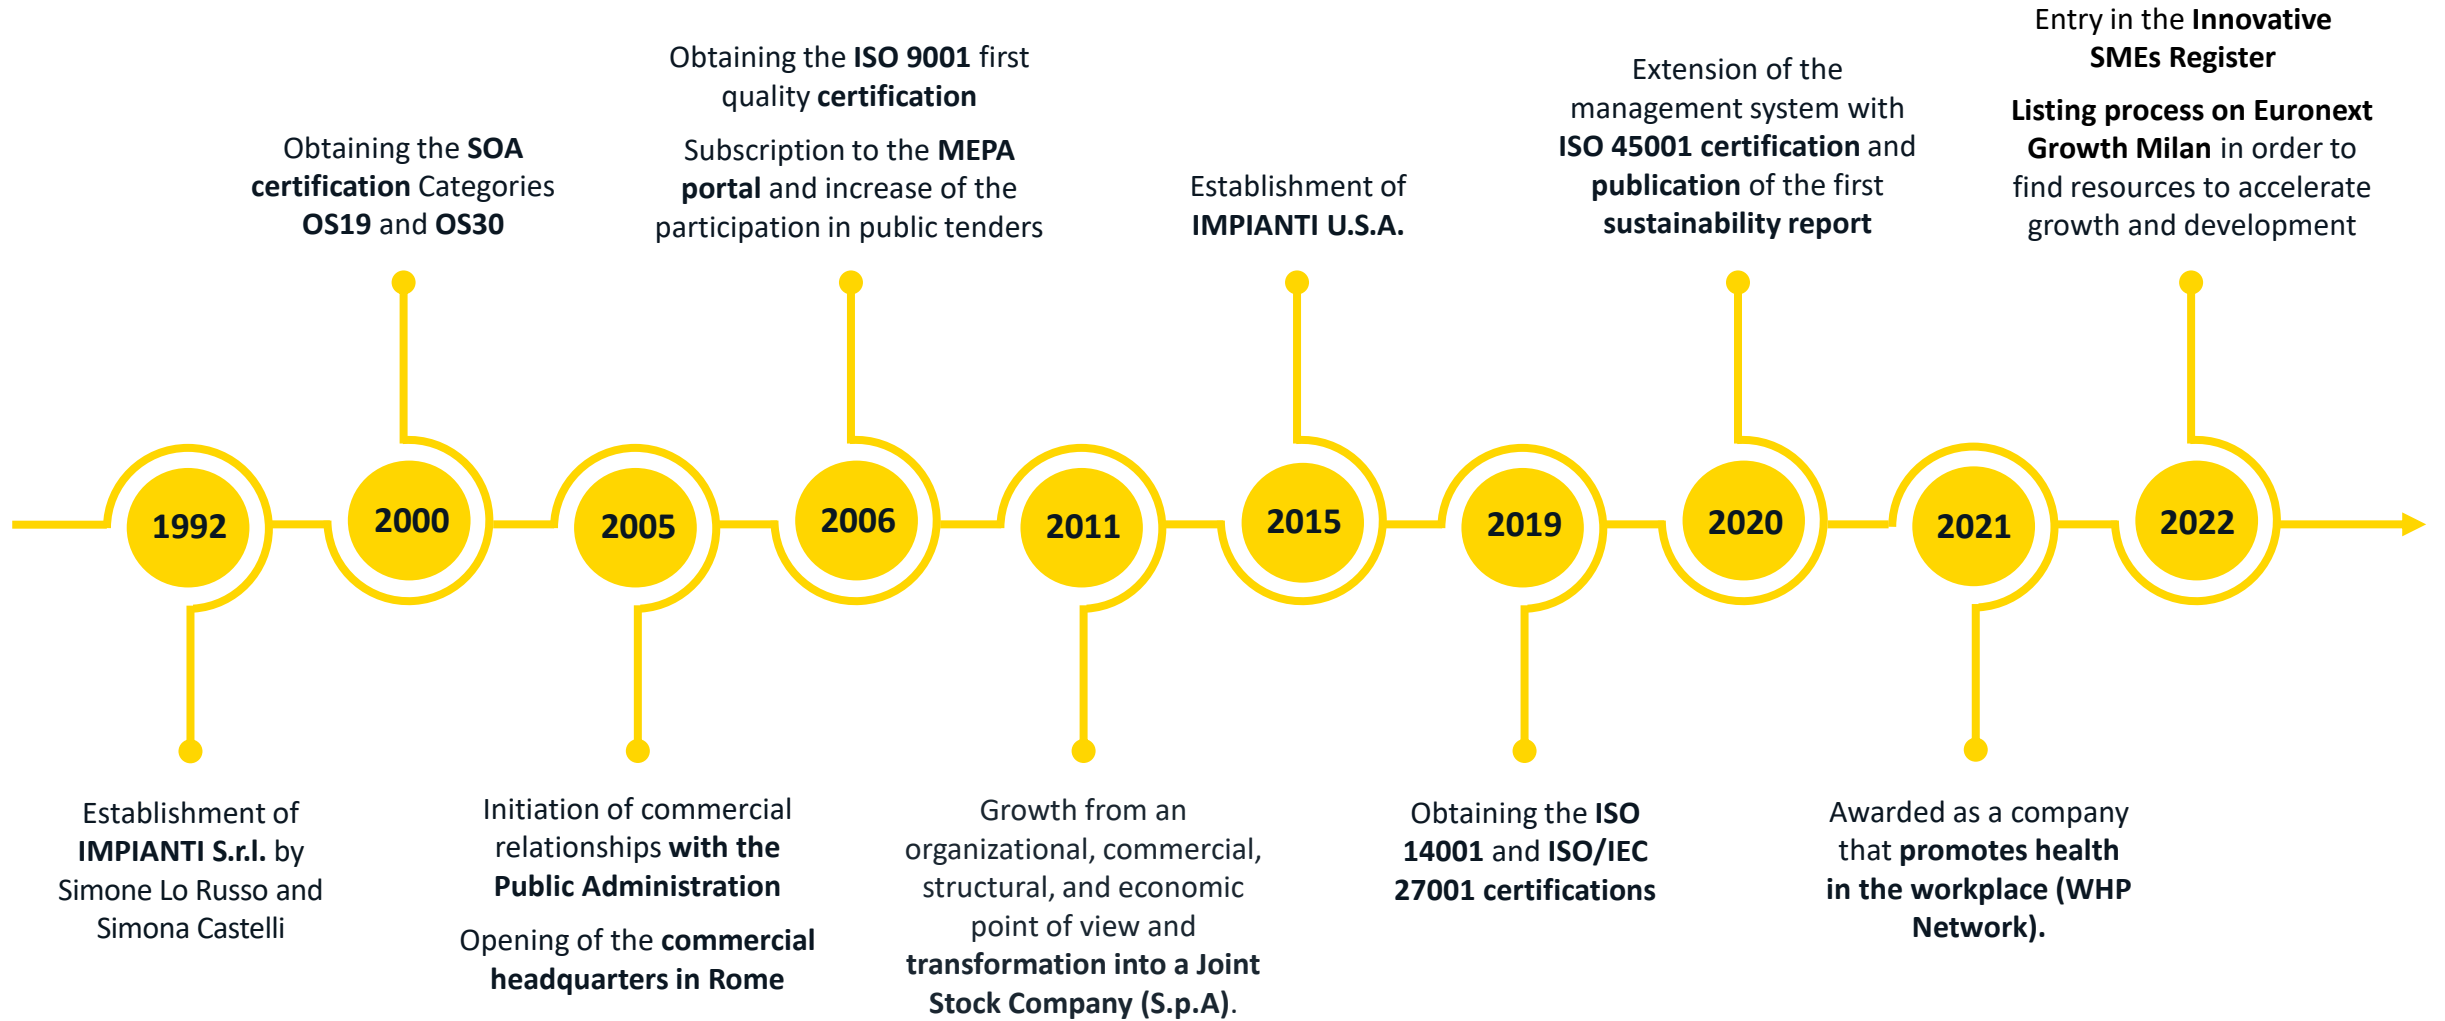 Entry in the Innovative
SMEs Register
Listing process on Euronext
Growth Milan in order to
find resources to accelerate
growth and development
Obtaining the ISO 9001 first
quality certification
Subscription to the MEPA
portal and increase of the
participation in public tenders
Extension of the
management system with
ISO 45001 certification and
publication of the first
sustainability report
Obtaining the SOA
certification Categories
OS19 and OS30
Establishment of
IMPIANTI U.S.A.
1992
2000
2005
2006
2011
2015
2019
2020
2021
2022
Establishment of
IMPIANTI S.r.l. by
Simone Lo Russo and
Simona Castelli
Initiation of commercial
relationships with the
Public Administration
Opening of the commercial
headquarters in Rome
Growth from an
organizational, commercial,
structural, and economic
point of view and
transformation into a Joint
Stock Company (S.p.A).
Obtaining the ISO
14001 and ISO/IEC
27001 certifications
Awarded as a company
that promotes health
in the workplace (WHP
Network).